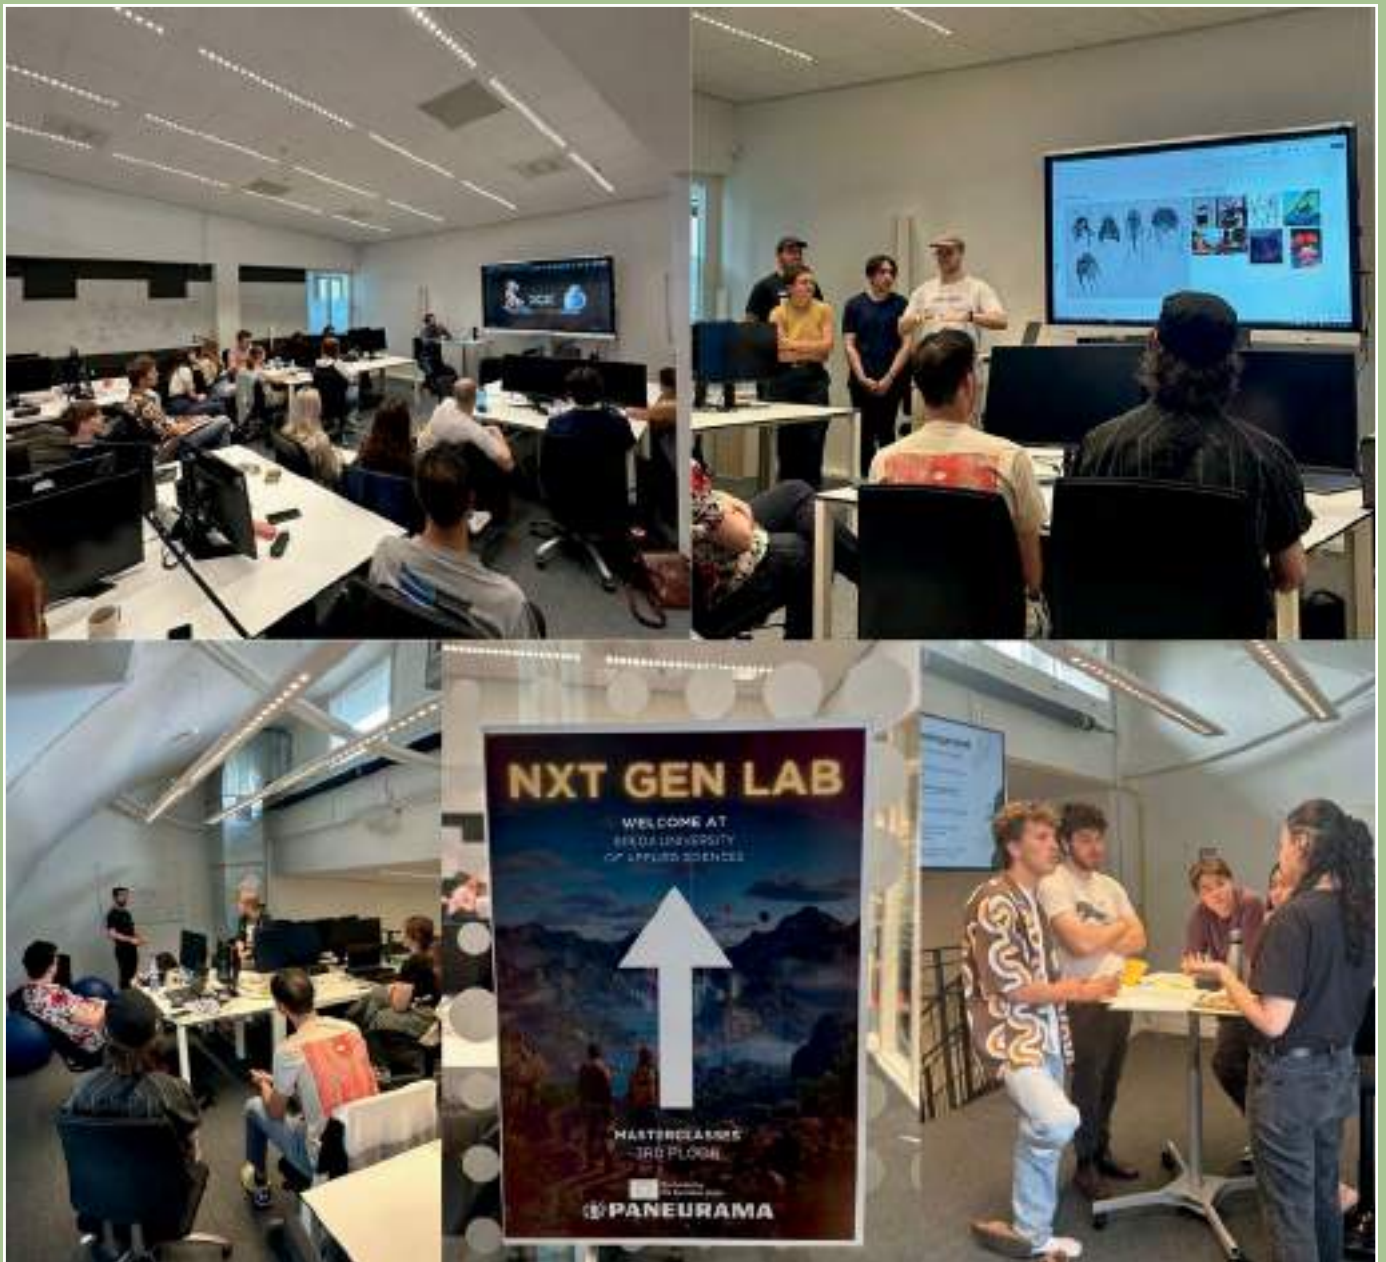 NXT GEN LAB
WELCOME AT
BREDA UNIVERSITY
OF APPLIED SCIENCES
MASTERCLASSES
3RD FLOOR
PANEURAMA